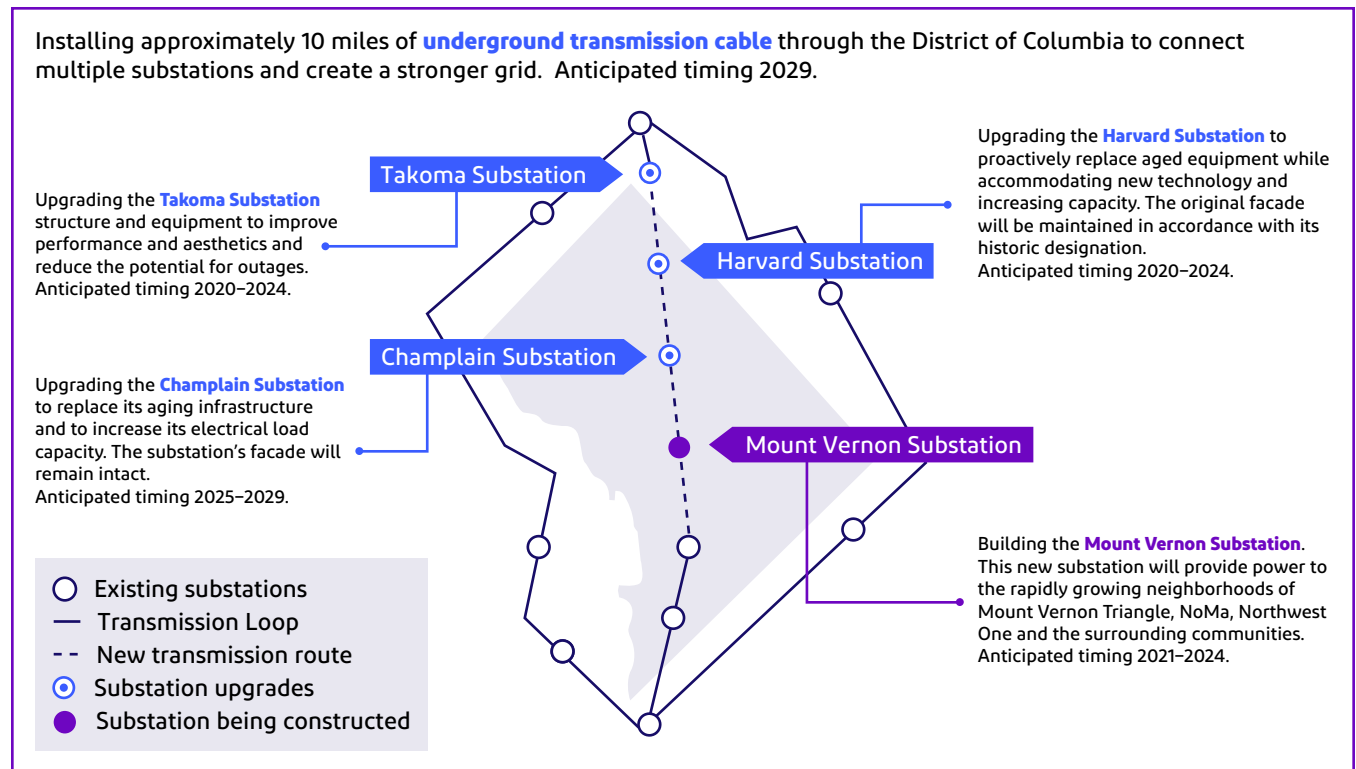 Installing approximately 10 miles of underground transmission cable through the District of Columbia to connect
multiple substations and create a stronger grid.  Anticipated timing 2029.
Takoma Substation
Upgrading the Takoma Substation
structure and equipment to improve
performance and aesthetics and
reduce the potential for outages.
Anticipated timing 2020–2024.
Upgrading the Harvard Substation to
proactively replace aged equipment while
accommodating new technology and
increasing capacity. The original facade
will be maintained in accordance with its
historic designation.
Anticipated timing 2020–2024.
Harvard Substation
Champlain Substation
Upgrading the Champlain Substation
to replace its aging infrastructure
and to increase its electrical load
capacity. The substation’s facade will
remain intact.
Anticipated timing 2025–2029.
Mount Vernon Substation
Building the Mount Vernon Substation.
This new substation will provide power to
the rapidly growing neighborhoods of
Mount Vernon Triangle, NoMa, Northwest
One and the surrounding communities.
Anticipated timing 2021–2024.
Existing substations
Transmission Loop
New transmission route
Substation upgrades
Substation being constructed